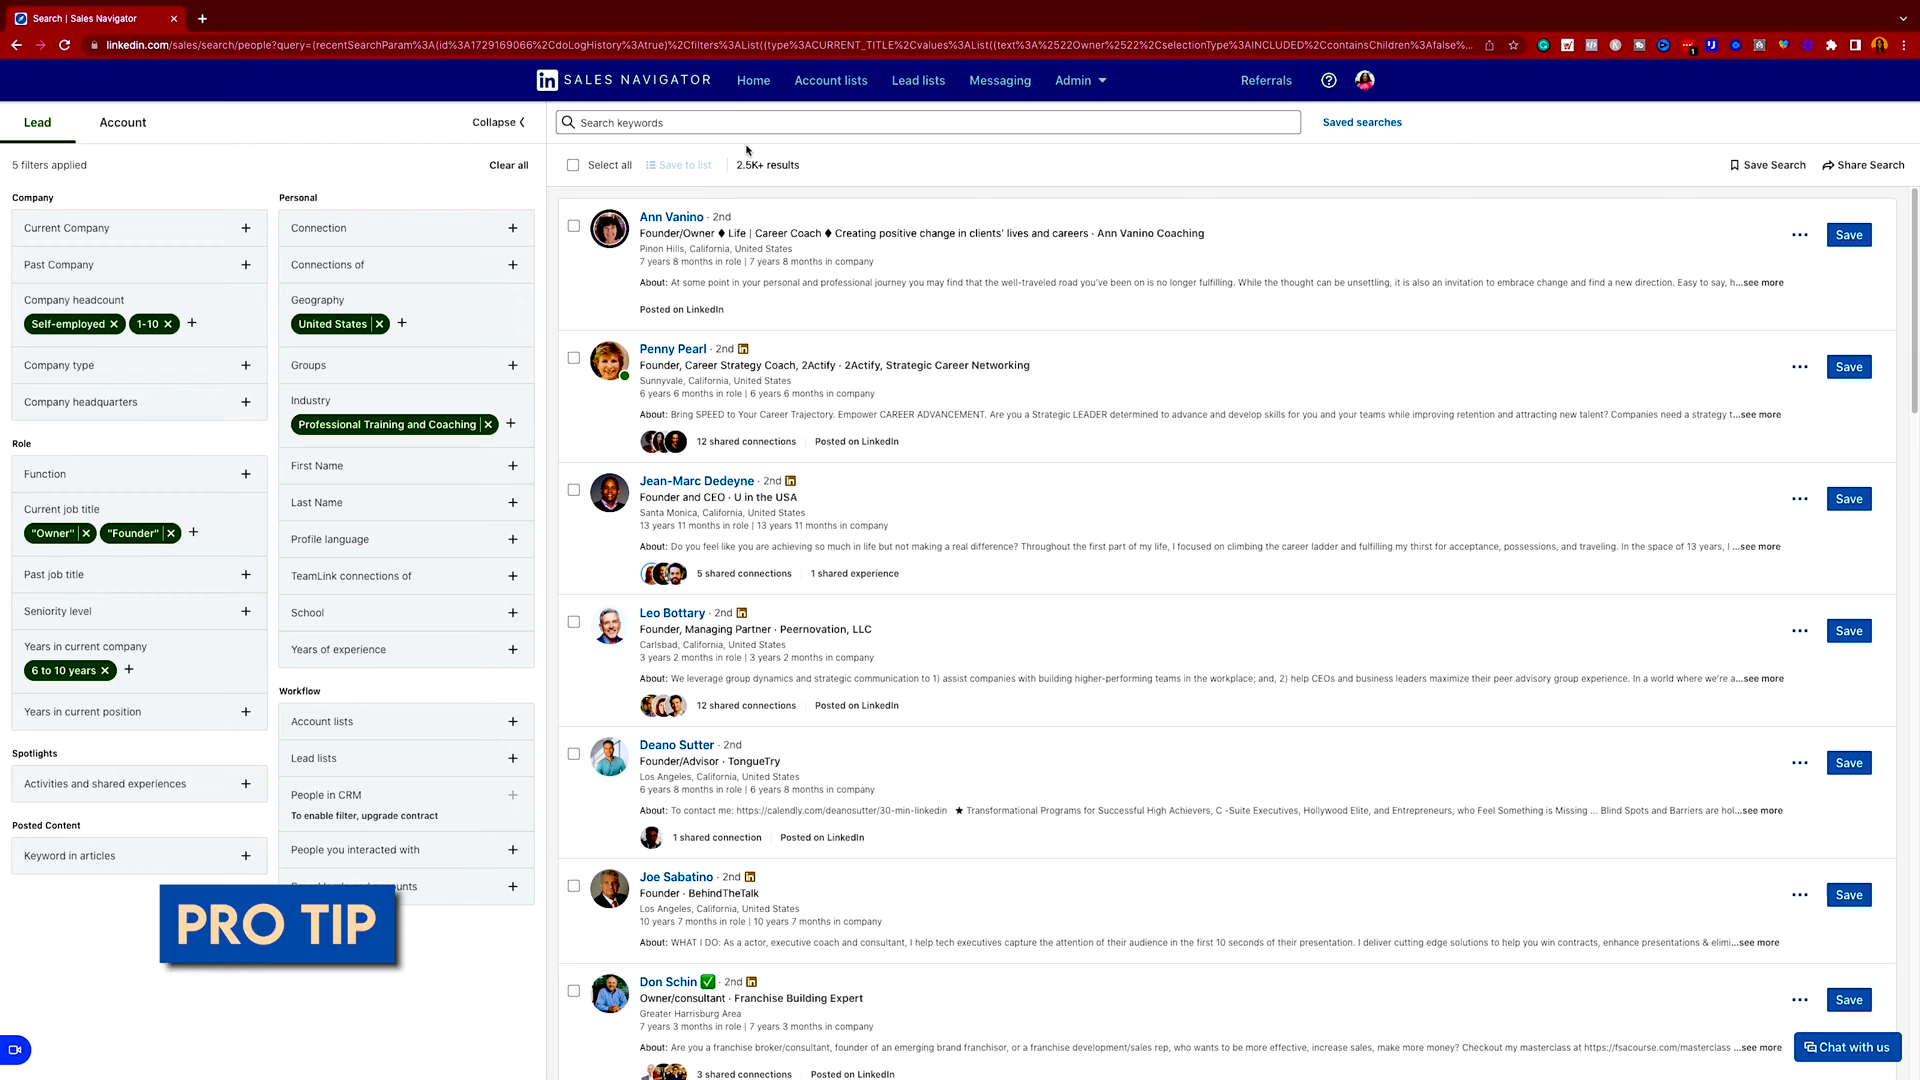 Search | Sales Navigator
linkedin.com/sales/search/people?query=(recentSearchParam%3A(id%3A1729169066%2CdoLogHistory%3Atrue)%2Cfilters%3AList((type%3ACURRENT_TITLE%2Cvalues%3AList((text%3A%2522Owner%2522%2CselectionType%3AINCLUDED%2CcontainsChildren%3Afalse%...
in SALES NAVIGATOR Home Account lists Lead lists Messaging Admin Referrals
Lead Account Collapse
Search keywords
Saved searches
5 filters applied Clear all
Select all Save to list 2.5K+ results Save Search Share Search
Company
Current Company
Past Company
Company headcount
Self-employed 1-10
Company type
Company headquarters
Role
Function
Current job title
"Owner" "Founder"
Past job title
Seniority level
Years in current company
6 to 10 years
Years in current position
Spotlights
Activities and shared experiences
Posted Content
Keyword in articles
PRO TIP
Personal
Connection
Connections of
Geography
United States
Groups
Industry
Professional Training and Coaching
First Name
Last Name
Profile language
TeamLink connections of
School
Years of experience
Workflow
Account lists
Lead lists
People in CRM
To enable filter, upgrade contract
People you interacted with
Ann Vanino · 2nd
Founder/Owner ♦ Life | Career Coach ♦ Creating positive change in clients' lives and careers · Ann Vanino Coaching
Pinon Hills, California, United States
7 years 8 months in role | 7 years 8 months in company
About: At some point in your personal and professional journey you may find that the well-traveled road you've been on is no longer fulfilling. While the thought can be unsettling, it is also an invitation to embrace change and find a new direction. Easy to say, h...see more
Posted on LinkedIn
Save
Penny Pearl · 2nd
Founder, Career Strategy Coach, 2Actify · 2Actify, Strategic Career Networking
Sunnyvale, California, United States
6 years 6 months in role | 6 years 6 months in company
About: Bring SPEED to Your Career Trajectory. Empower CAREER ADVANCEMENT. Are you a Strategic LEADER determined to advance and develop skills for you and your teams while improving retention and attracting new talent? Companies need a strategy t...see more
12 shared connections Posted on LinkedIn
Save
Jean-Marc Dedeyne · 2nd
Founder and CEO · U in the USA
Santa Monica, California, United States
13 years 11 months in role | 13 years 11 months in company
About: Do you feel like you are achieving so much in life but not making a real difference? Throughout the first part of my life, I focused on climbing the career ladder and fulfilling my thirst for acceptance, possessions, and traveling. In the space of 13 years, I ...see more
5 shared connections 1 shared experience
Save
Leo Bottary · 2nd
Founder, Managing Partner · Peernovation, LLC
Carlsbad, California, United States
3 years 2 months in role | 3 years 2 months in company
About: We leverage group dynamics and strategic communication to 1) assist companies with building higher-performing teams in the workplace; and, 2) help CEOs and business leaders maximize their peer advisory group experience. In a world where we're a...see more
12 shared connections Posted on LinkedIn
Save
Deano Sutter · 2nd
Founder/Advisor · TongueTry
Los Angeles, California, United States
6 years 8 months in role | 6 years 8 months in company
About: To contact me: https://calendly.com/deanosutter/30-min-linkedin ★ Transformational Programs for Successful High Achievers, C -Suite Executives, Hollywood Elite, and Entrepreneurs, who Feel Something is Missing ... Blind Spots and Barriers are hol...see more
1 shared connection Posted on LinkedIn
Save
Joe Sabatino · 2nd
Founder · BehindTheTalk
Los Angeles, California, United States
10 years 7 months in role | 10 years 7 months in company
About: WHAT I DO: As a actor, executive coach and consultant, I help tech executives capture the attention of their audience in the first 10 seconds of their presentation. I deliver cutting edge solutions to help you win contracts, enhance presentations & elimi...see more
Save
Don Schin ✅ · 2nd
Owner/consultant · Franchise Building Expert
Greater Harrisburg Area
7 years 3 months in role | 7 years 3 months in company
About: Are you a franchise broker/consultant, founder of an emerging brand franchisor, or a franchise development/sales rep, who wants to be more effective, increase sales, make more money? Checkout my masterclass at https://fsacourse.com/masterclass ...see more
3 shared connections Posted on LinkedIn
Save
Chat with us